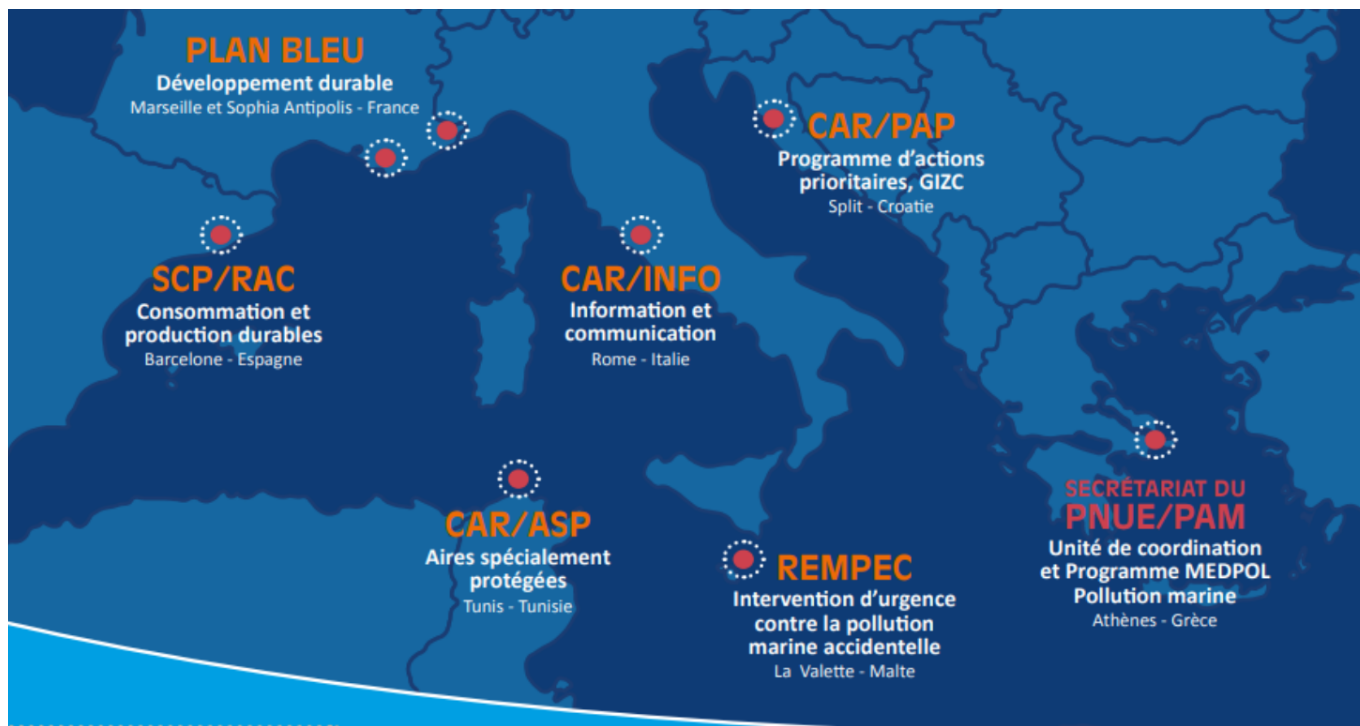 PLAN BLEU
Développement durable
Marseille et Sophia Antipolis - France
CAR/PAP
Programme d'actions
prioritaires, GIZC
Split - Croatie
SCP/RAC
Consommation et
production durables
Barcelone - Espagne
CAR/INFO
Information et
communication
Rome - Italie
CAR/ASP
Aires spécialement
protégées
Tunis - Tunisie
REMPEC
Intervention d'urgence
contre la pollution
marine accidentelle
La Valette - Malte
SECRÉTARIAT DU
PNUE/PAM
Unité de coordination
et Programme MEDPOL
Pollution marine
Athènes - Grèce